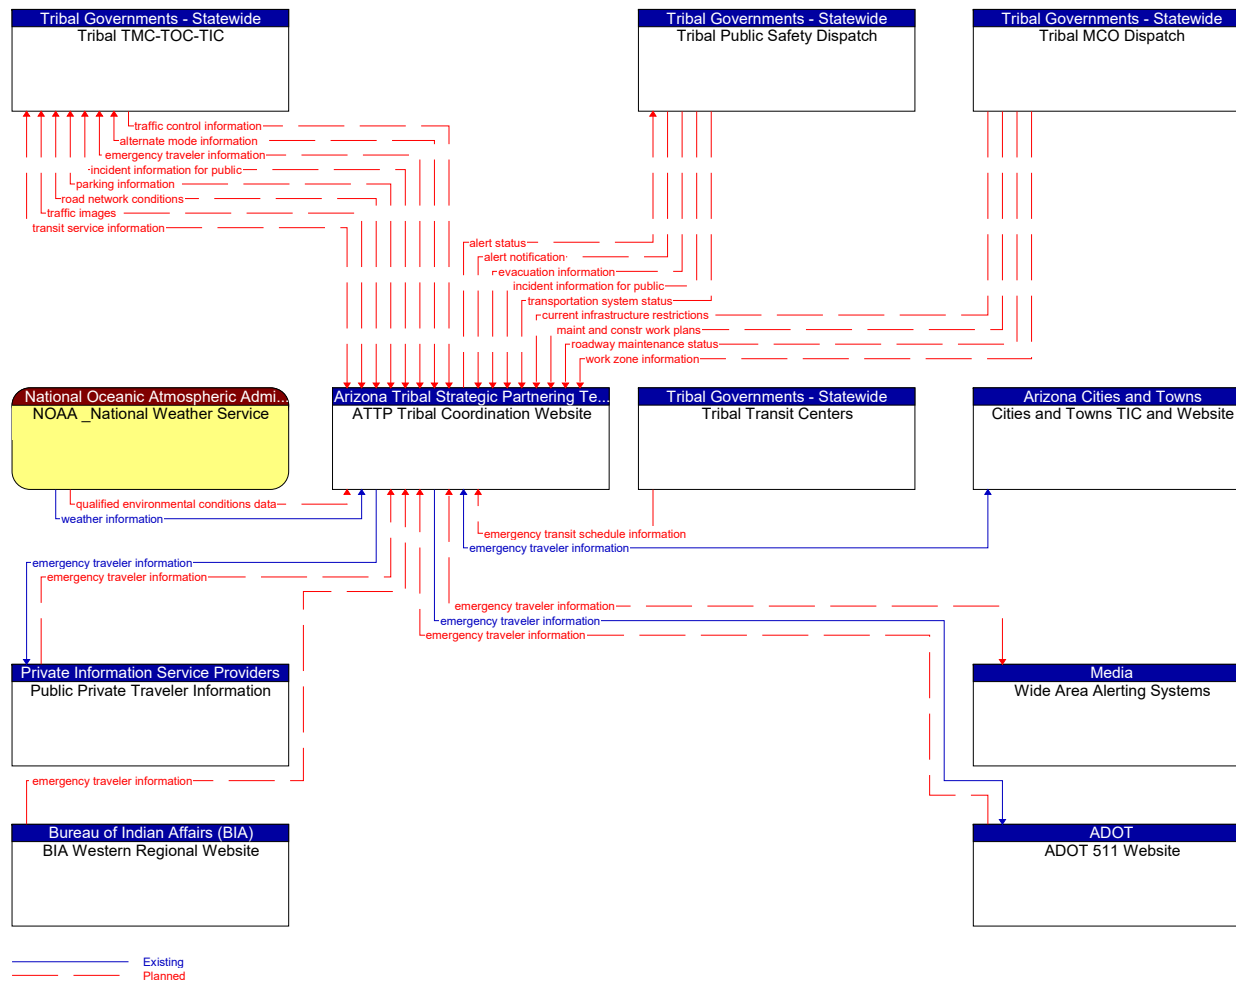 Tribal Governments - Statewide
Tribal TMC-TOC-TIC
Tribal Governments - Statewide
Tribal Public Safety Dispatch
Tribal Governments - Statewide
Tribal MCO Dispatch
traffic control information
alternate mode information
emergency traveler information
incident information for public
parking information
road network conditions
traffic images
transit service information
alert status
alert notification
evacuation information
incident information for public
transportation system status
current infrastructure restrictions
maint and constr work plans
roadway maintenance status
work zone information
National Oceanic Atmospheric Admi...
NOAA _National Weather Service
Arizona Tribal Strategic Partnering Te...
ATTP Tribal Coordination Website
Tribal Governments - Statewide
Tribal Transit Centers
Arizona Cities and Towns
Cities and Towns TIC and Website
qualified environmental conditions data
weather information
emergency transit schedule information
emergency traveler information
emergency traveler information
emergency traveler information
emergency traveler information
emergency traveler information
emergency traveler information
Private Information Service Providers
Public Private Traveler Information
Media
Wide Area Alerting Systems
emergency traveler information
Bureau of Indian Affairs (BIA)
BIA Western Regional Website
ADOT
ADOT 511 Website
Existing
Planned